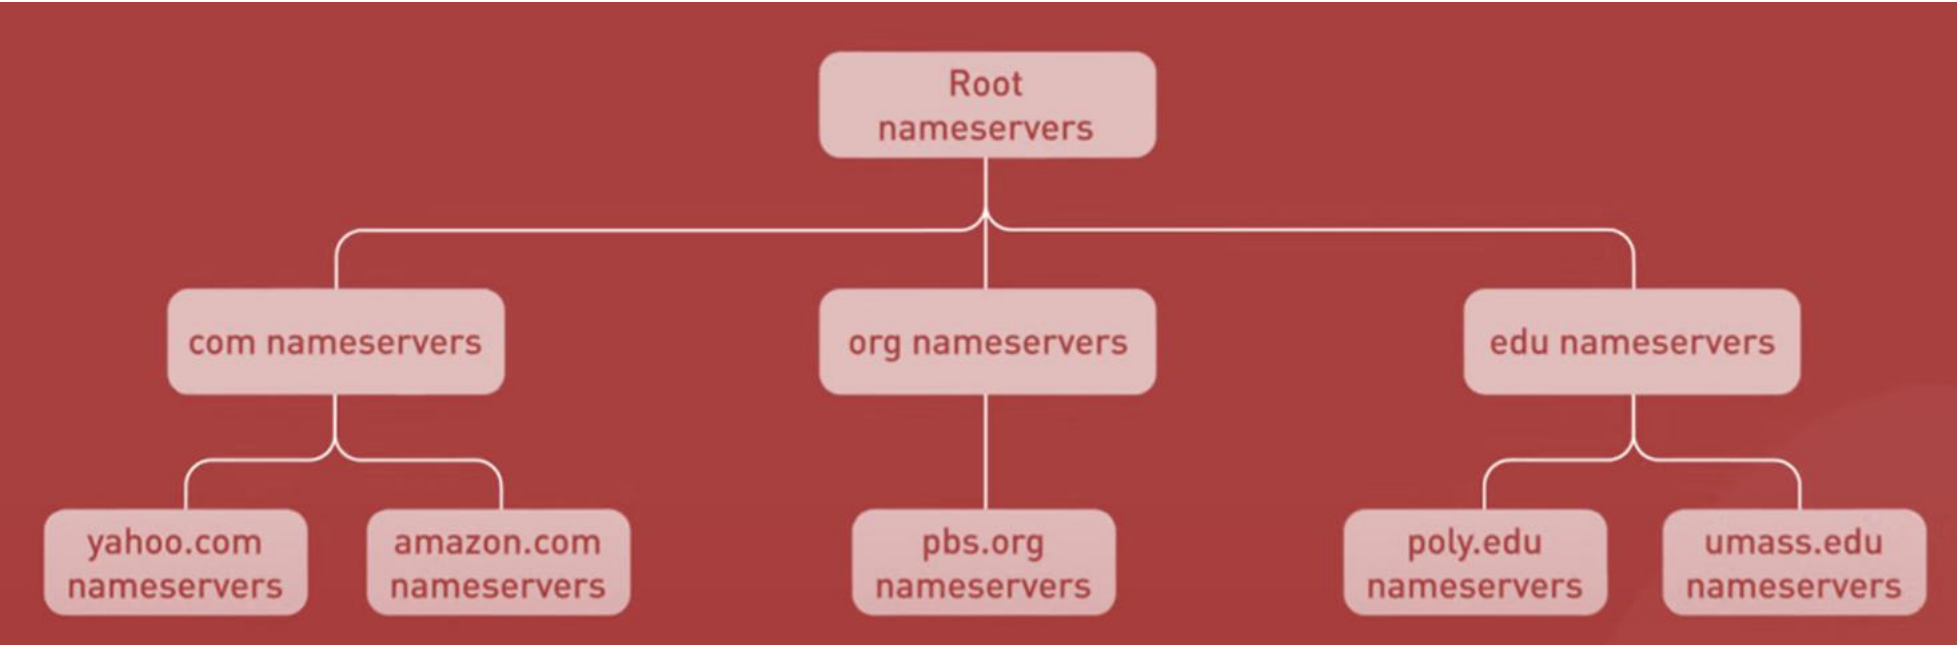 Root
nameservers
com nameservers
org nameservers
edu nameservers
yahoo.com
nameservers
amazon.com
nameservers
pbs.org
nameservers
poly.edu
nameservers
umass.edu
nameservers